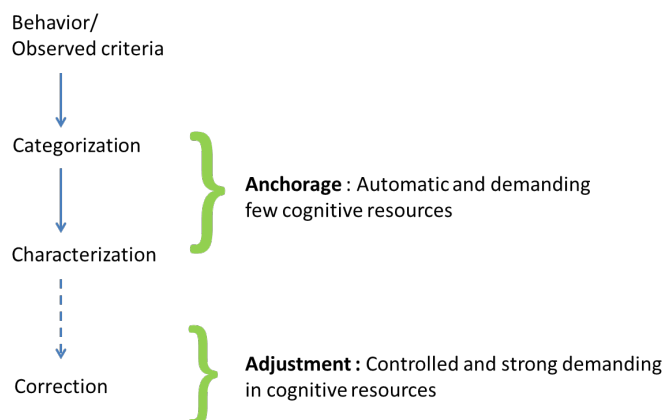 Behavior/
Observed criteria
Categorization
Anchorage : Automatic and demanding
few cognitive resources
Characterization
Adjustment : Controlled and strong demanding
in cognitive resources
Correction